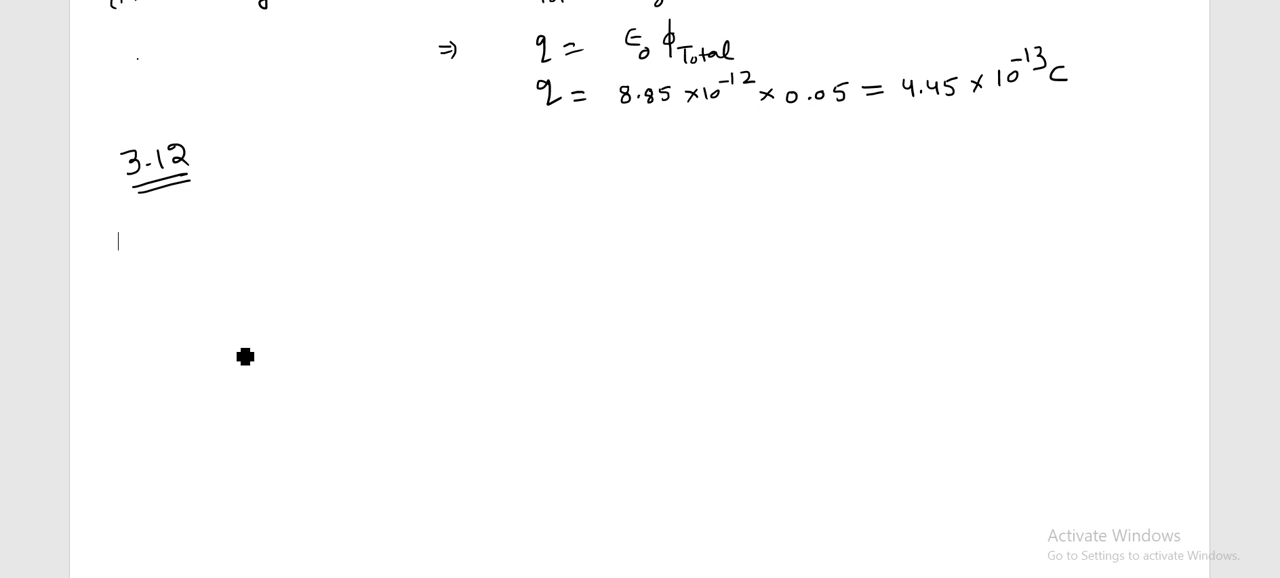 ⇒ q = ϵ₀ ϕ_Total
q = 8.85 × 10⁻¹² × 0.05 = 4.45 × 10⁻¹³ C
3.12
Activate Windows
Go to Settings to activate Windows.